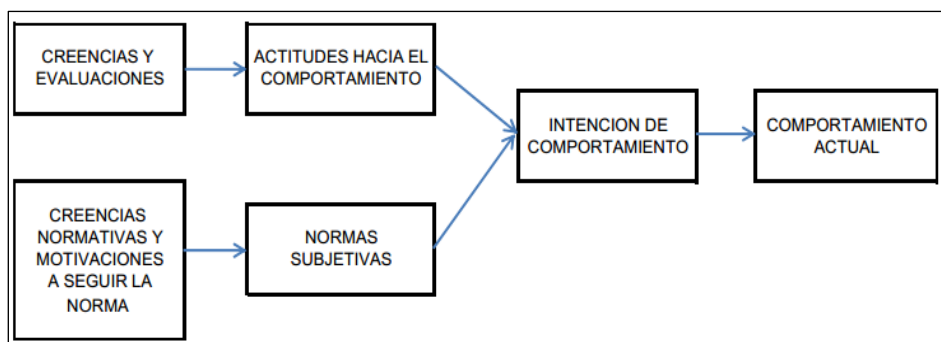 CREENCIAS Y
EVALUACIONES
ACTITUDES HACIA EL
COMPORTAMIENTO
INTENCION DE
COMPORTAMIENTO
COMPORTAMIENTO
ACTUAL
CREENCIAS
NORMATIVAS Y
MOTIVACIONES
A SEGUIR LA
NORMA
NORMAS
SUBJETIVAS